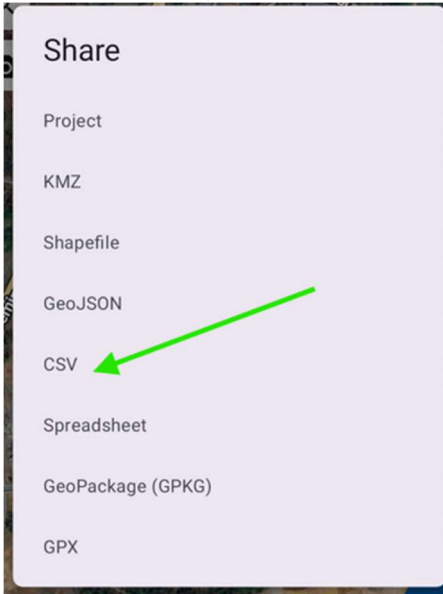 Share
Project
KMZ
Shapefile
GeoJSON
CSV
Spreadsheet
GeoPackage (GPKG)
GPX